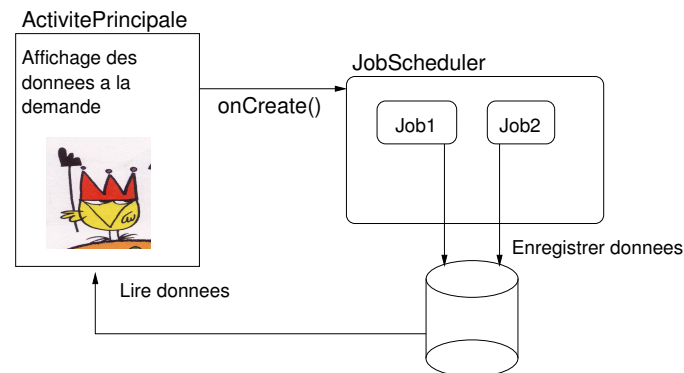 ActivitePrincipale
Affichage des
donnees a la
demande
onCreate()
JobScheduler
Job1
Job2
Enregistrer donnees
Lire donnees